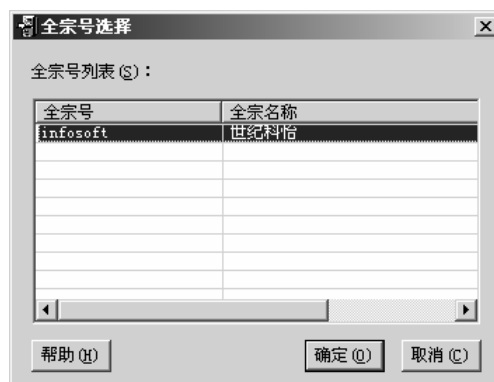 全宗号选择
全宗号列表(S):
全宗号 全宗名称
infosoft 世纪科怡
帮助(H) 确定(O) 取消(C)